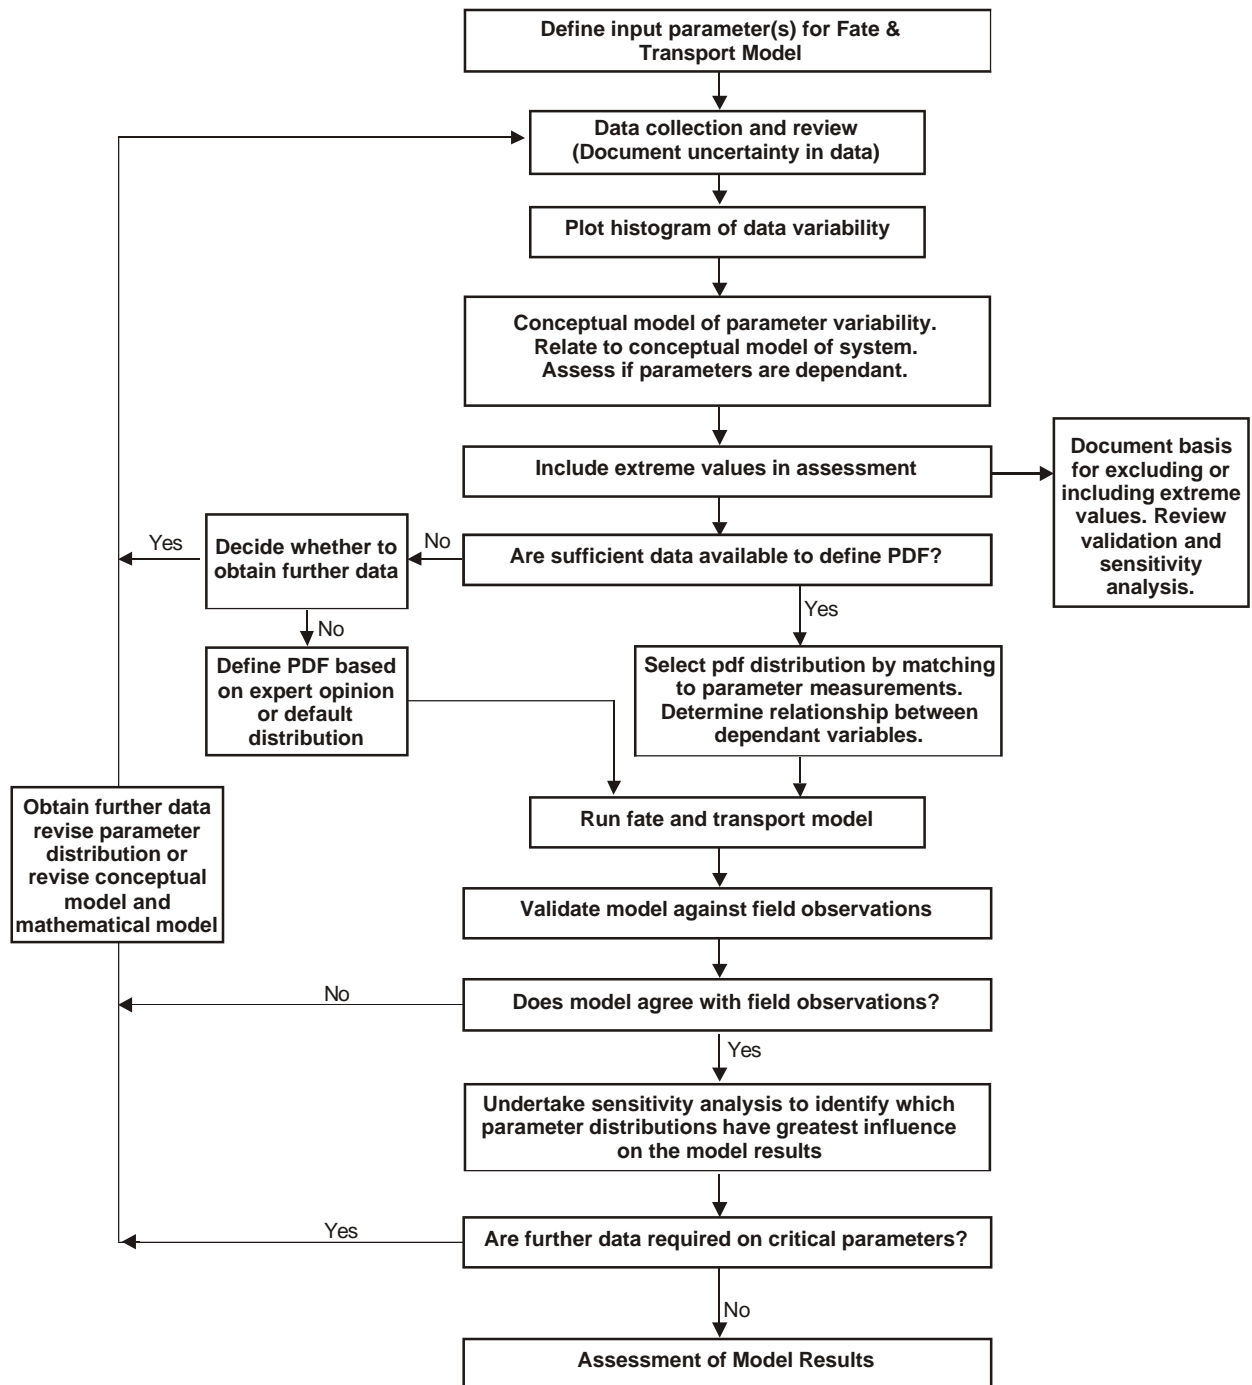 Define input parameter(s) for Fate &
Transport Model
Data collection and review
(Document uncertainty in data)
Plot histogram of data variability
Conceptual model of parameter variability.
Relate to conceptual model of system.
Assess if parameters are dependant.
Include extreme values in assessment
Document basis
for excluding or
including extreme
values. Review
validation and
sensitivity
analysis.
Are sufficient data available to define PDF?
No
Decide whether to
obtain further data
Yes
No
Define PDF based
on expert opinion
or default
distribution
Yes
Select pdf distribution by matching
to parameter measurements.
Determine relationship between
dependant variables.
Obtain further data
revise parameter
distribution or
revise conceptual
model and
mathematical model
Run fate and transport model
Validate model against field observations
Does model agree with field observations?
No
Yes
Undertake sensitivity analysis to identify which
parameter distributions have greatest influence
on the model results
Are further data required on critical parameters?
Yes
No
Assessment of Model Results